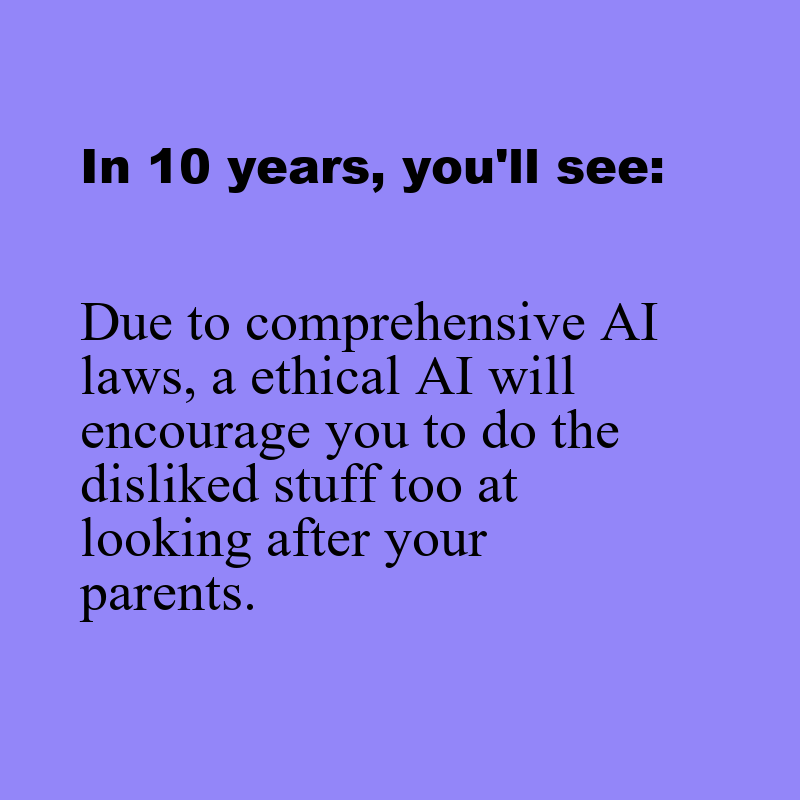 In 10 years, you'll see:
Due to comprehensive AI
laws, a ethical AI will
encourage you to do the
disliked stuff too at
looking after your
parents.